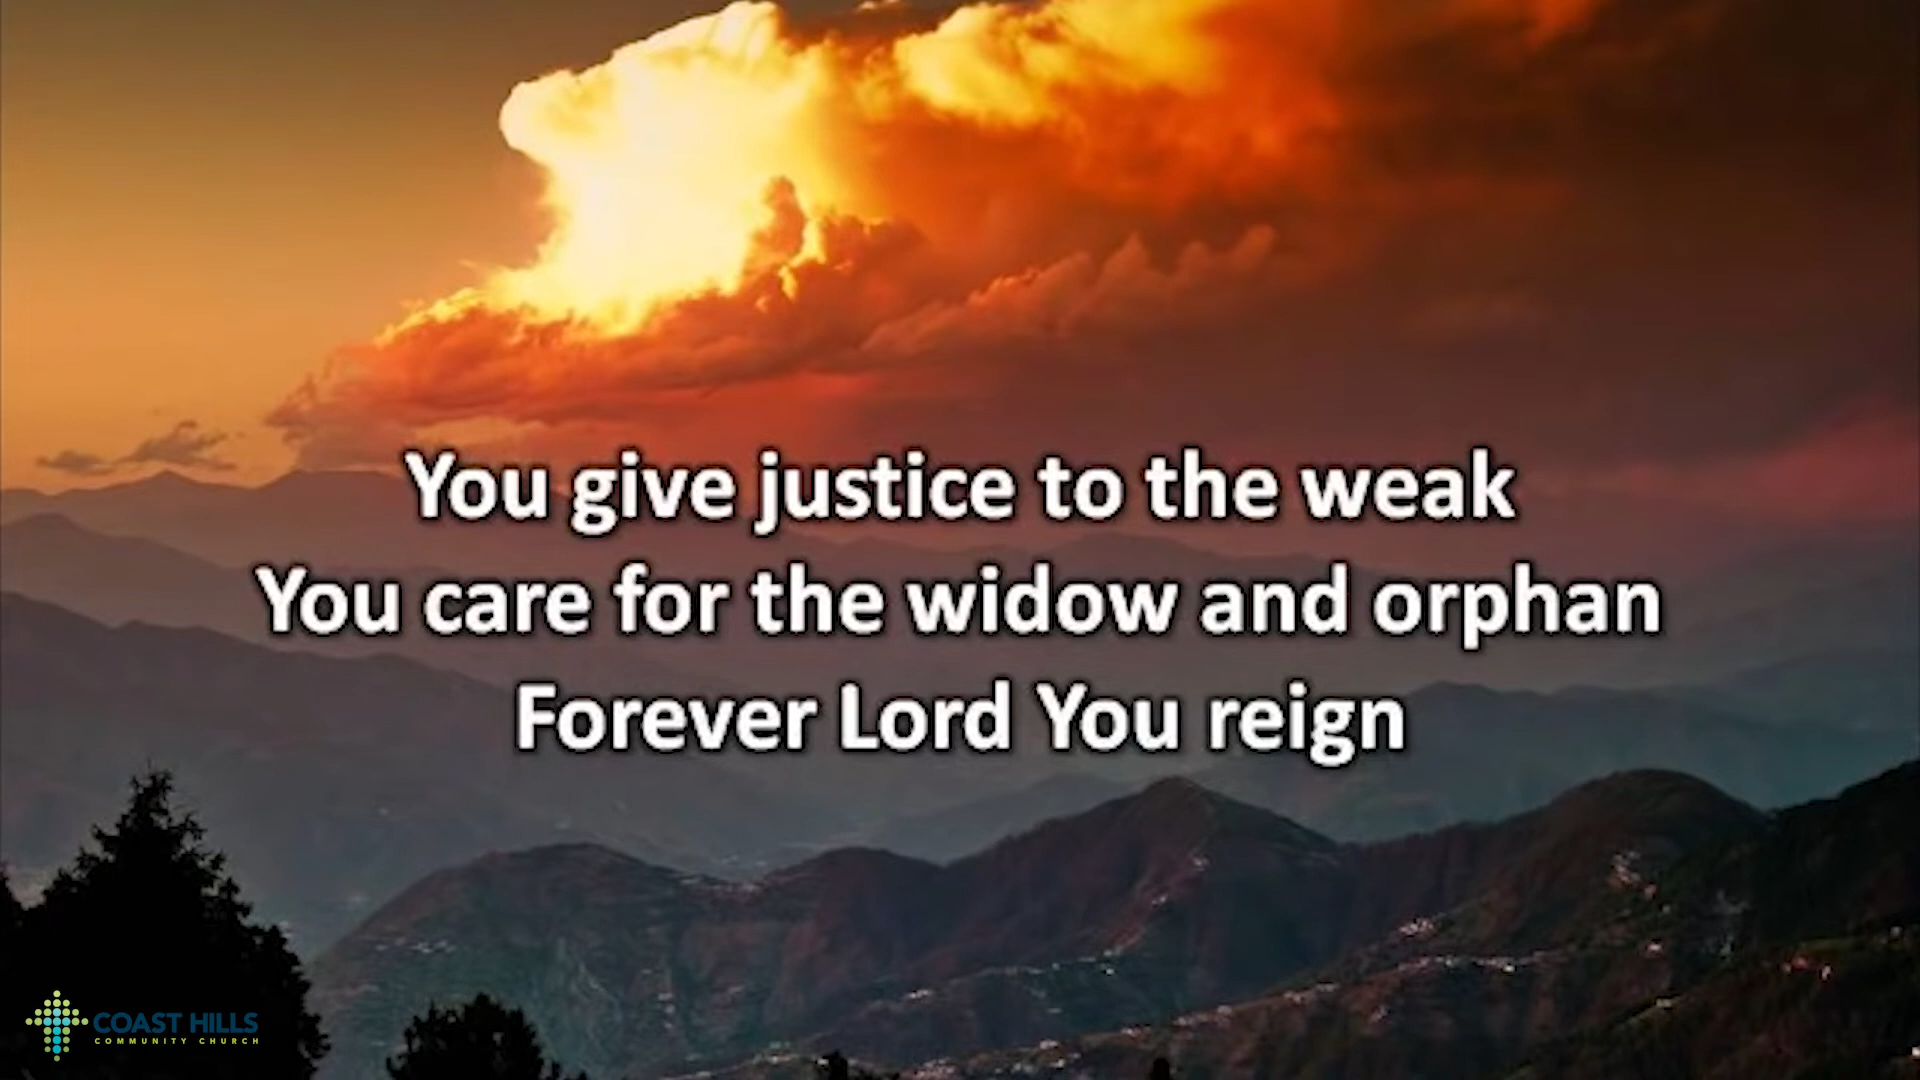 You give justice to the weak
You care for the widow and orphan
Forever Lord You reign
COAST HILLS
COMMUNITY CHURCH